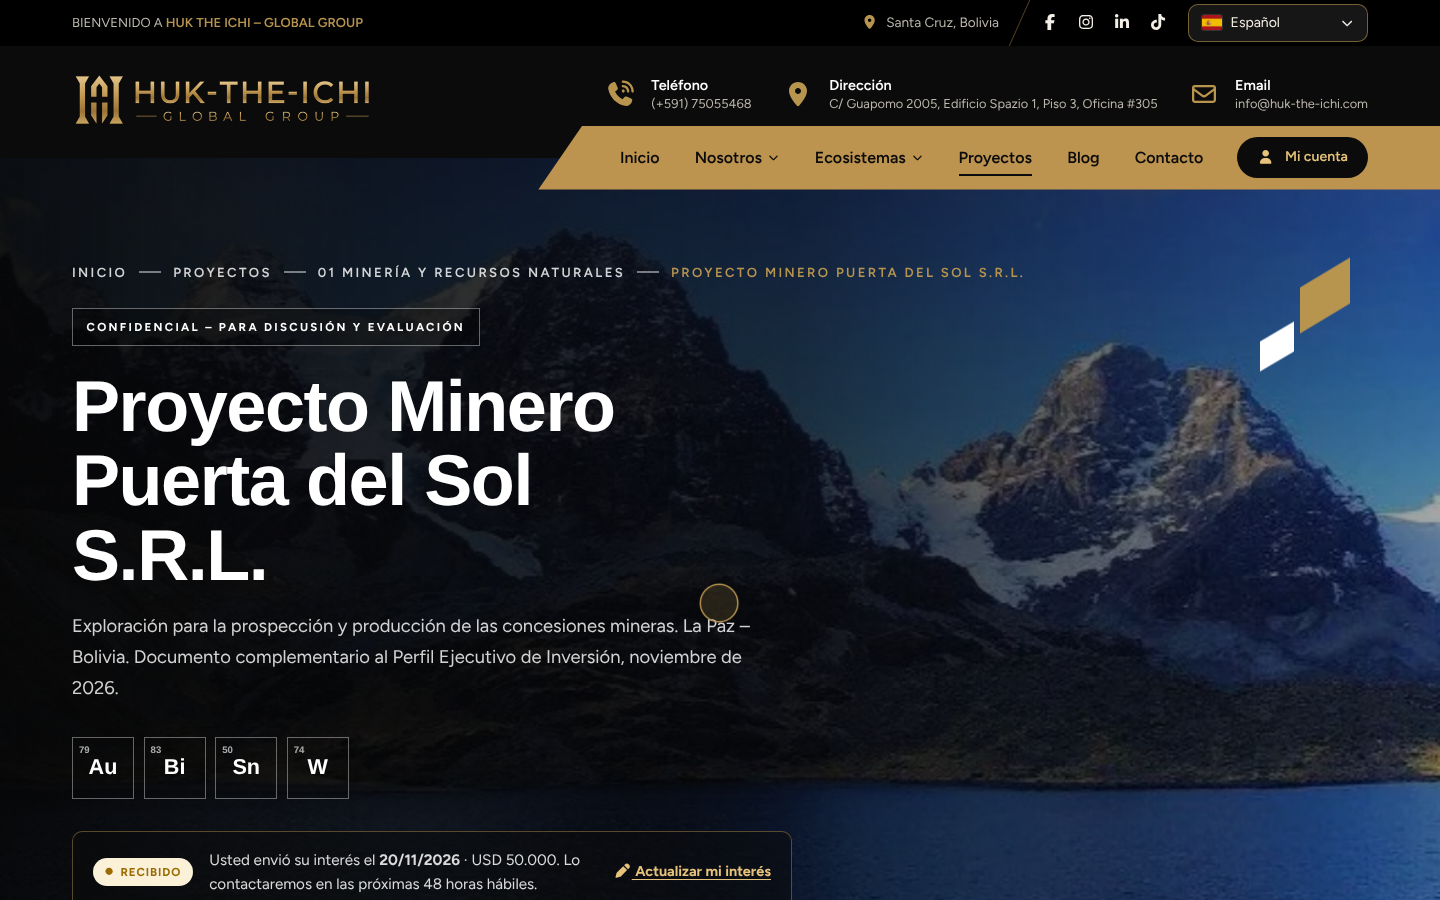 BIENVENIDO A HUK THE ICHI – GLOBAL GROUP
Santa Cruz, Bolivia
Español
HUK-THE-ICHI
GLOBAL GROUP
Teléfono
(+591) 75055468
Dirección
C/ Guapomo 2005, Edificio Spazio 1, Piso 3, Oficina #305
Email
info@huk-the-ichi.com
Inicio
Nosotros
Ecosistemas
Proyectos
Blog
Contacto
Mi cuenta
INICIO — PROYECTOS — 01 MINERÍA Y RECURSOS NATURALES — PROYECTO MINERO PUERTA DEL SOL S.R.L.
CONFIDENCIAL – PARA DISCUSIÓN Y EVALUACIÓN
Proyecto Minero
Puerta del Sol
S.R.L.
Exploración para la prospección y producción de las concesiones mineras. La Paz –
Bolivia. Documento complementario al Perfil Ejecutivo de Inversión, noviembre de
2026.
79
Au
83
Bi
50
Sn
74
W
RECIBIDO
Usted envió su interés el 20/11/2026 · USD 50.000. Lo
contactaremos en las próximas 48 horas hábiles.
Actualizar mi interés